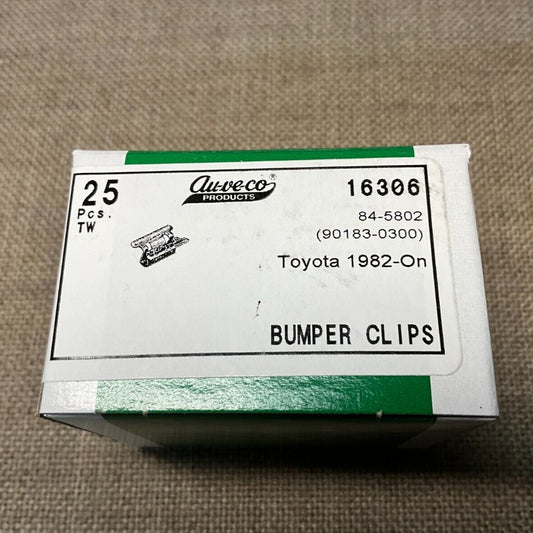 25
Pcs.
TW
au-ve-co®
PRODUCTS
16306
84-5802
(90183-0300)
Toyota 1982-On
BUMPER CLIPS